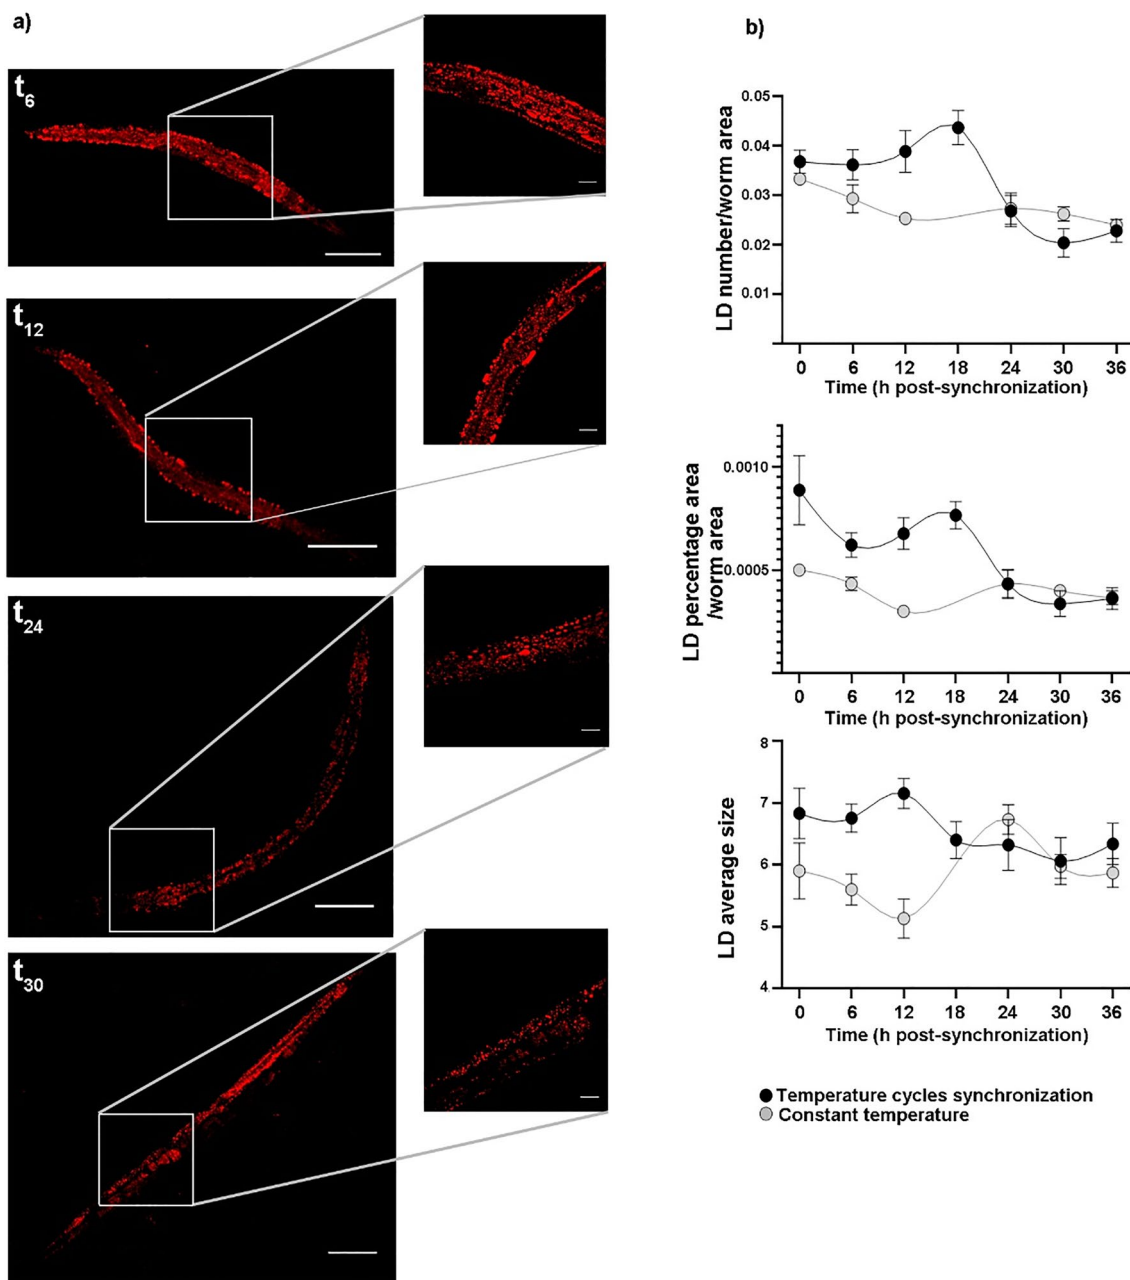 a)
t6
t12
t24
t30
b)
LD number/worm area
0.05
0.04
0.03
0.02
0.01
0 6 12 18 24 30 36
Time (h post-synchronization)
LD percentage area
/worm area
0.0010
0.0005
0 6 12 18 24 30 36
Time (h post-synchronization)
LD average size
8
7
6
5
4
0 6 12 18 24 30 36
Time (h post-synchronization)
Temperature cycles synchronization
Constant temperature